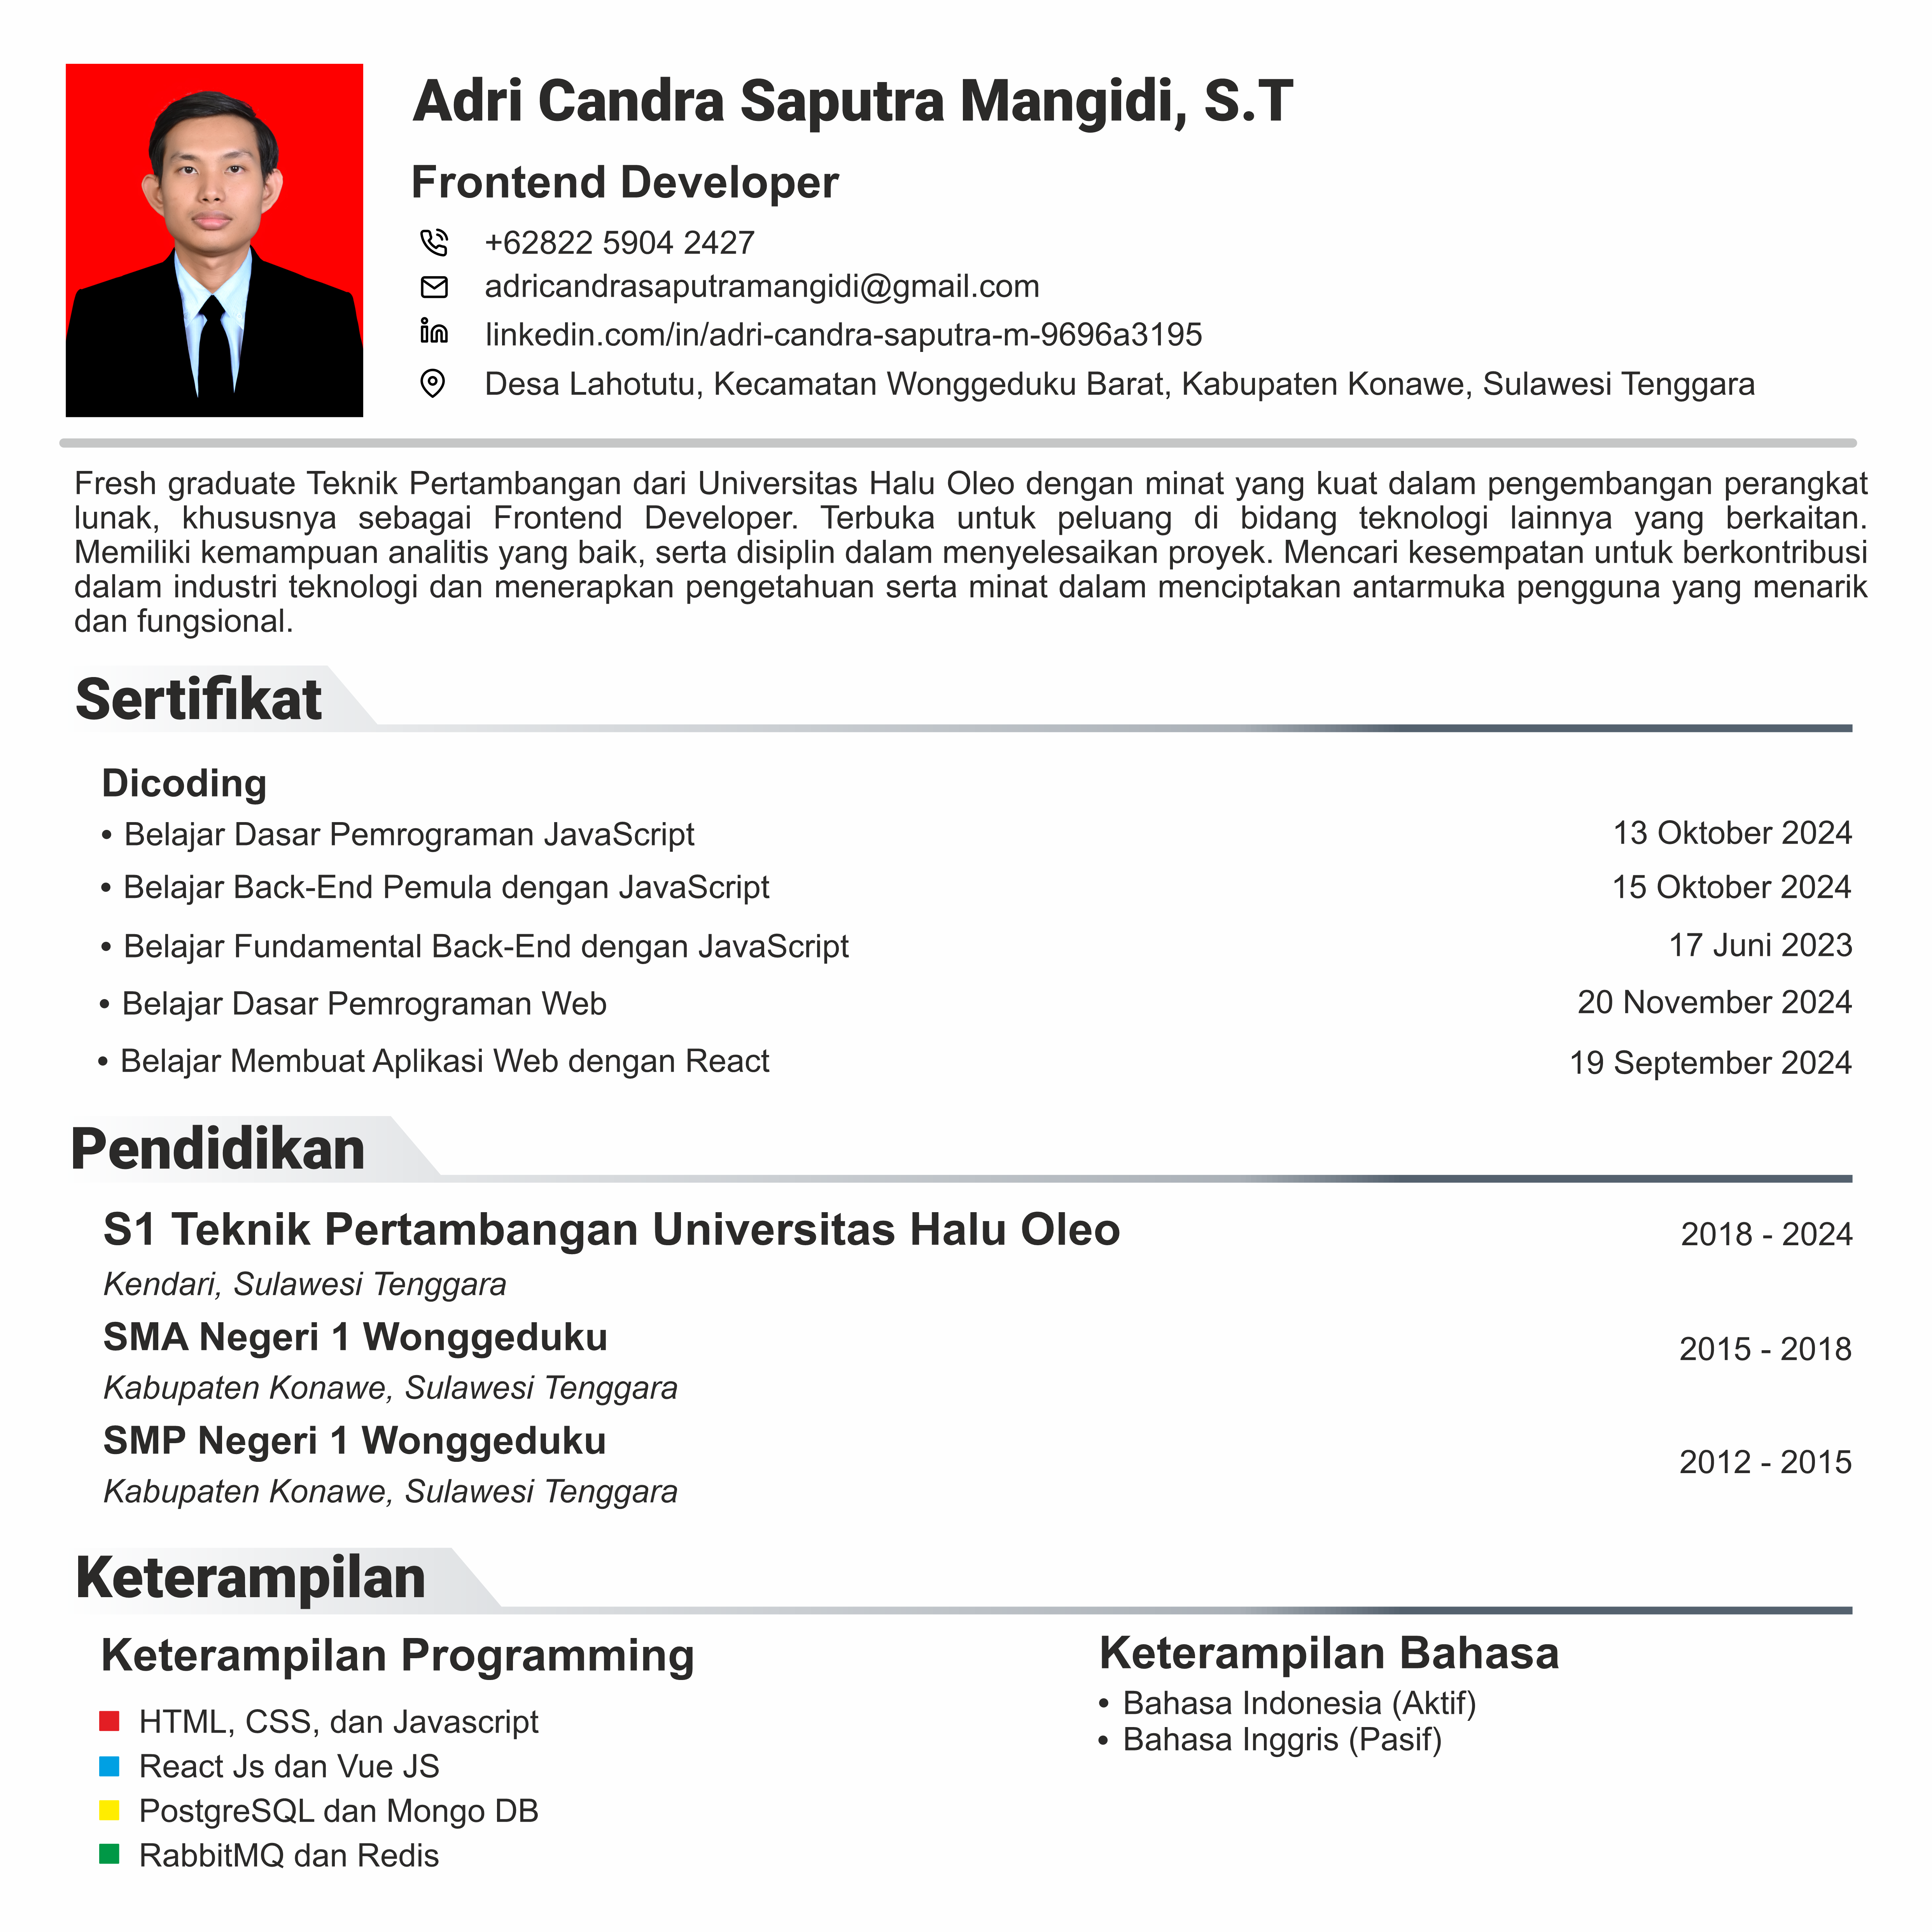 Adri Candra Saputra Mangidi, S.T
Frontend Developer
+62822 5904 2427
adricandrasaputramangidi@gmail.com
linkedin.com/in/adri-candra-saputra-m-9696a3195
Desa Lahotutu, Kecamatan Wonggeduku Barat, Kabupaten Konawe, Sulawesi Tenggara
Fresh graduate Teknik Pertambangan dari Universitas Halu Oleo dengan minat yang kuat dalam pengembangan perangkat
lunak, khususnya sebagai Frontend Developer. Terbuka untuk peluang di bidang teknologi lainnya yang berkaitan.
Memiliki kemampuan analitis yang baik, serta disiplin dalam menyelesaikan proyek. Mencari kesempatan untuk berkontribusi
dalam industri teknologi dan menerapkan pengetahuan serta minat dalam menciptakan antarmuka pengguna yang menarik
dan fungsional.
Sertifikat
Dicoding
• Belajar Dasar Pemrograman JavaScript 13 Oktober 2024
• Belajar Back-End Pemula dengan JavaScript 15 Oktober 2024
• Belajar Fundamental Back-End dengan JavaScript 17 Juni 2023
• Belajar Dasar Pemrograman Web 20 November 2024
• Belajar Membuat Aplikasi Web dengan React 19 September 2024
Pendidikan
S1 Teknik Pertambangan Universitas Halu Oleo 2018 - 2024
Kendari, Sulawesi Tenggara
SMA Negeri 1 Wonggeduku 2015 - 2018
Kabupaten Konawe, Sulawesi Tenggara
SMP Negeri 1 Wonggeduku 2012 - 2015
Kabupaten Konawe, Sulawesi Tenggara
Keterampilan
Keterampilan Programming
HTML, CSS, dan Javascript
React Js dan Vue JS
PostgreSQL dan Mongo DB
RabbitMQ dan Redis
Keterampilan Bahasa
• Bahasa Indonesia (Aktif)
• Bahasa Inggris (Pasif)